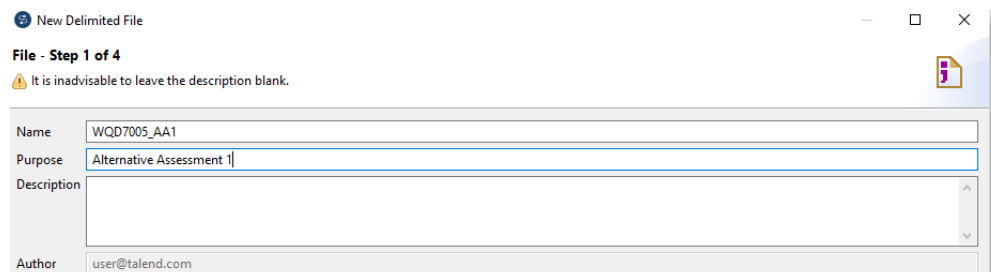 New Delimited File
File - Step 1 of 4
It is inadvisable to leave the description blank.
Name WQD7005_AA1
Purpose Alternative Assessment 1
Description
Author user@talend.com